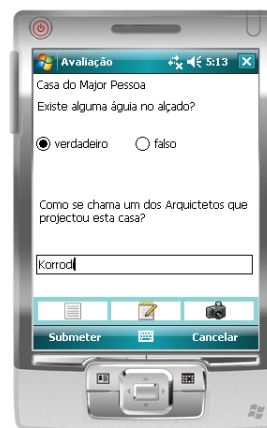 Avaliação 5:13
Casa do Major Pessoa
Existe alguma águia no alçado?
verdadeiro falso
Como se chama um dos Arquictetos que
projectou esta casa?
Korrodi
Submeter Cancelar